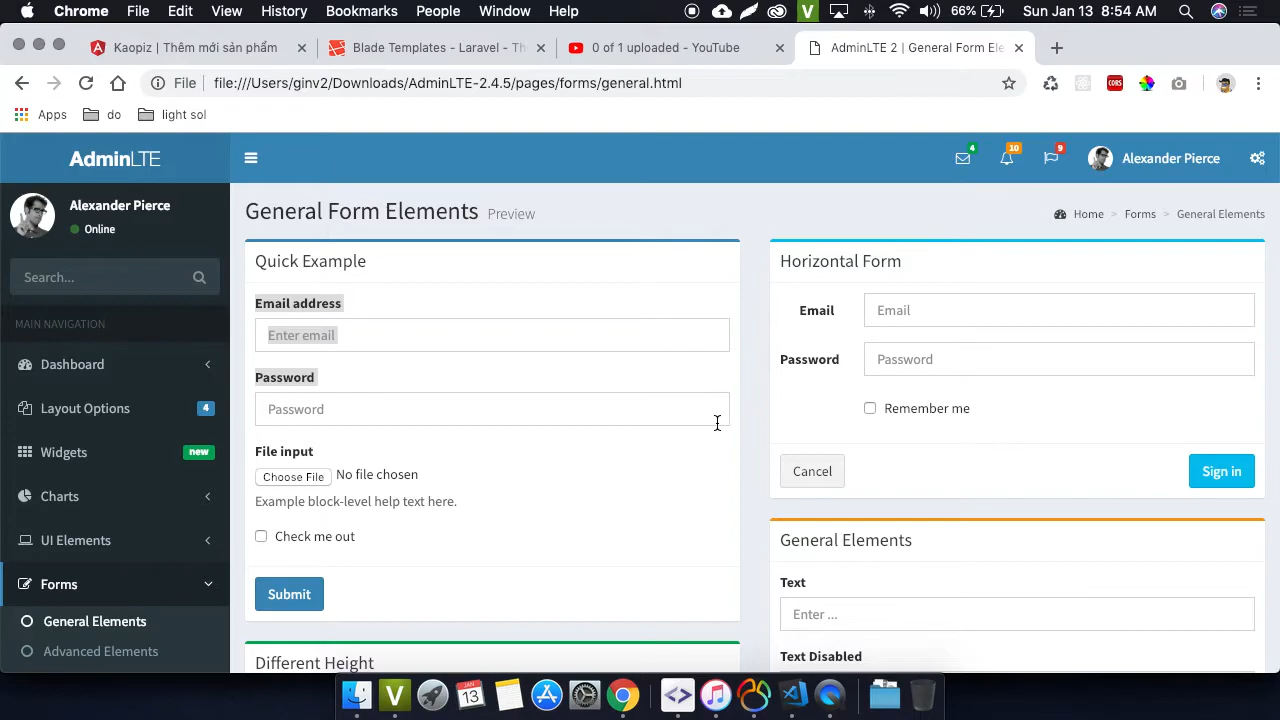 Chrome File Edit View History Bookmarks People Window Help 66% Sun Jan 13 8:54 AM
Kaopiz | Thêm mới sản phẩm
Blade Templates - Laravel - Th
0 of 1 uploaded - YouTube
AdminLTE 2 | General Form Ele
File file:///Users/ginv2/Downloads/AdminLTE-2.4.5/pages/forms/general.html
CORS
Apps do light sol
AdminLTE
4
10
9
Alexander Pierce
Alexander Pierce
Online
Search...
MAIN NAVIGATION
Dashboard
Layout Options 4
Widgets new
Charts
UI Elements
Forms
General Elements
Advanced Elements
General Form Elements Preview
Home > Forms > General Elements
Quick Example
Email address
Enter email
Password
Password
File input
Choose File No file chosen
Example block-level help text here.
Check me out
Submit
Different Height
Horizontal Form
Email Email
Password Password
Remember me
Cancel Sign in
General Elements
Text
Enter ...
Text Disabled
JAN
13